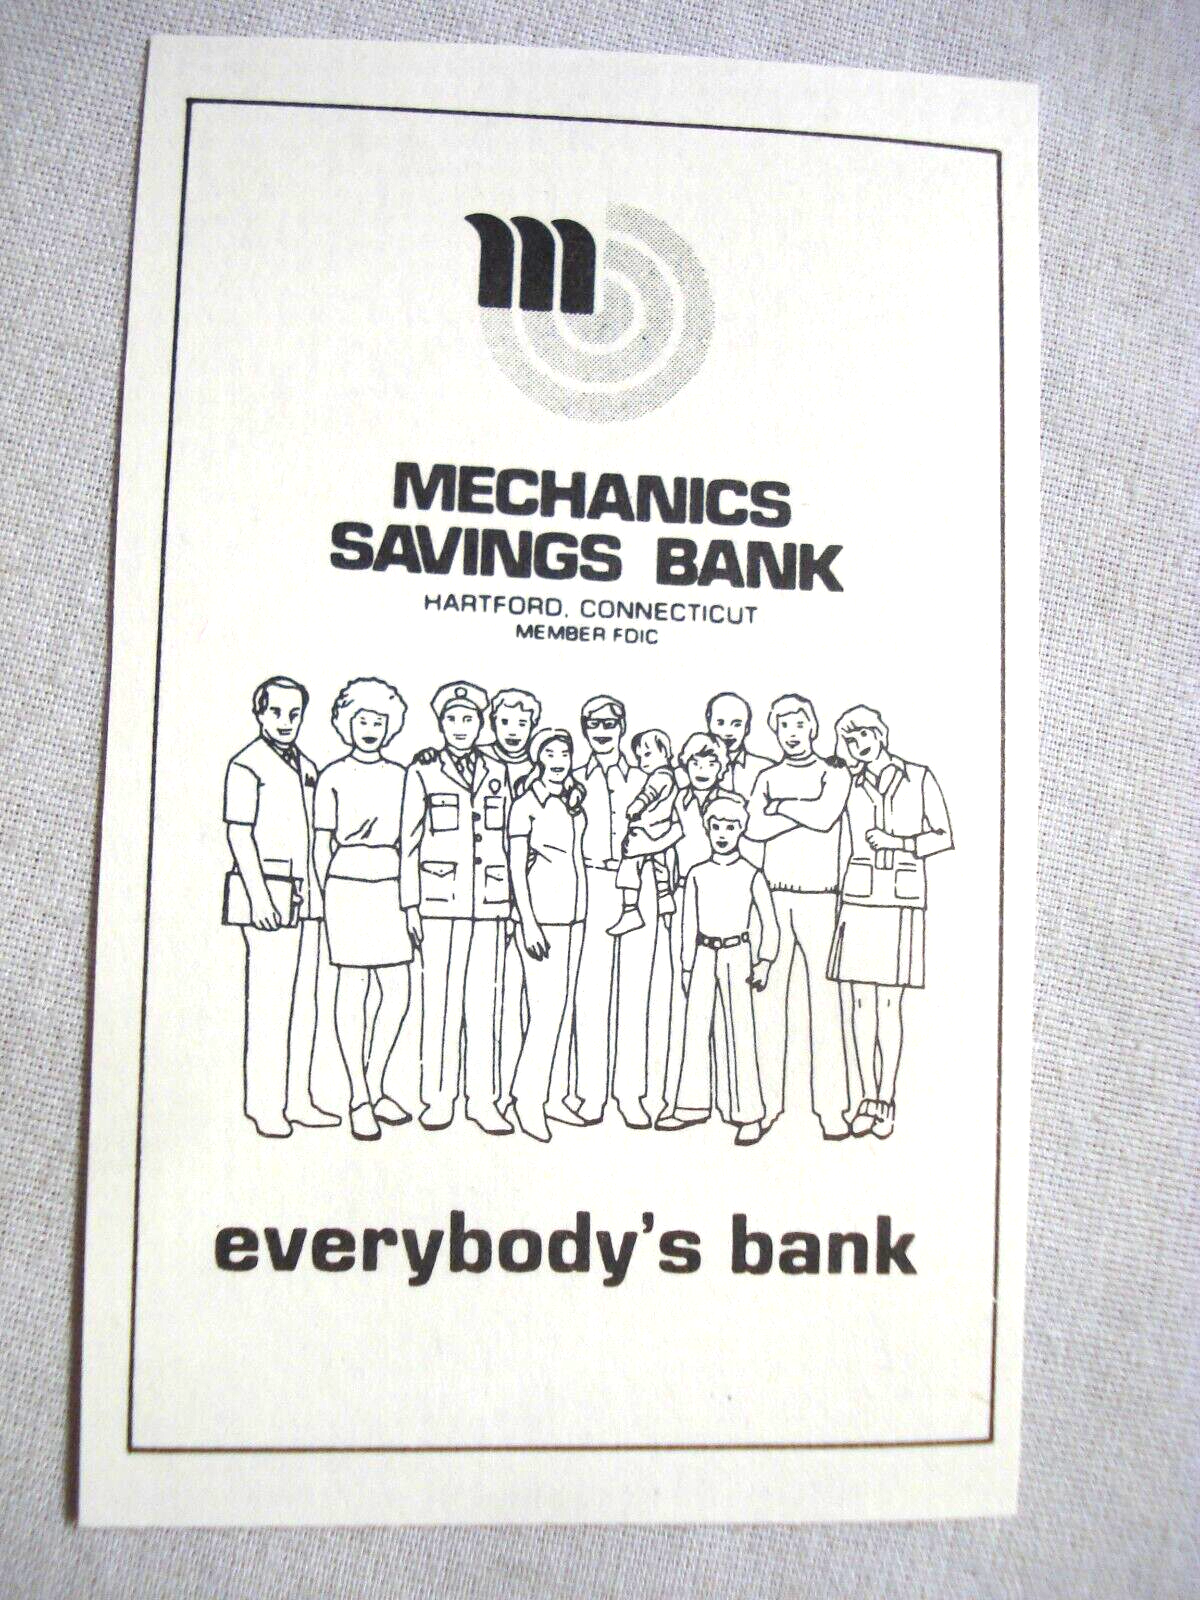 m
MECHANICS
SAVINGS BANK
HARTFORD, CONNECTICUT
MEMBER FDIC
everybody's bank